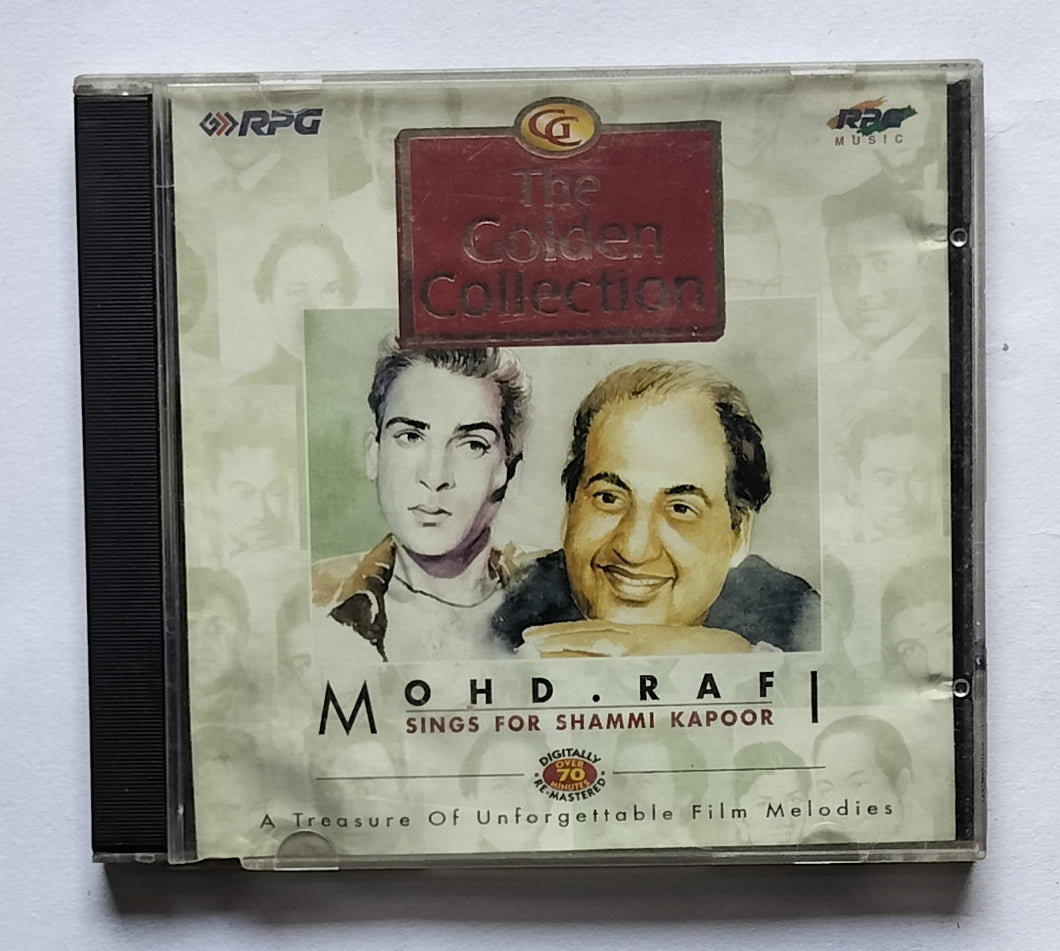 RPG
GC
RPG
MUSIC
The
Golden
Collection
MOHD.RAFI
SINGS FOR SHAMMI KAPOOR
DIGITALLY
OVER
70
MINUTES
RE-MASTERED
A Treasure Of Unforgettable Film Melodies